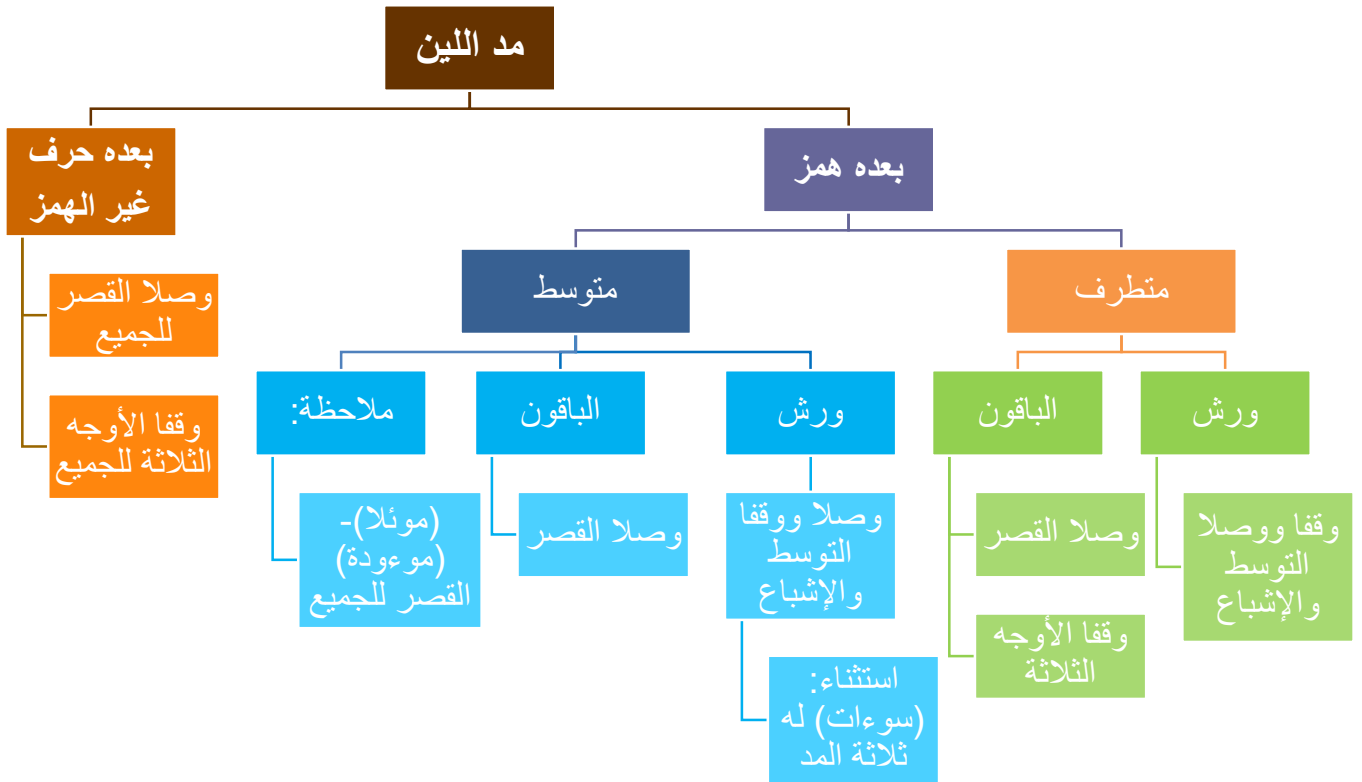 مد اللين
بعده همز
بعده حرف
غير الهمز
متطرف
ورش
وقفا ووصلا
التوسط
والإشباع
الباقون
وصلا القصر
وقفا الأوجه
الثلاثة
متوسط
ورش
وصلا ووقفا
التوسط
والإشباع
استثناء:
(سوءات) له
ثلاثة المد
الباقون
وصلا القصر
ملاحظة:
(موئلا)-
(موءودة)
القصر للجميع
وصلا القصر
للجميع
وقفا الأوجه
الثلاثة للجميع